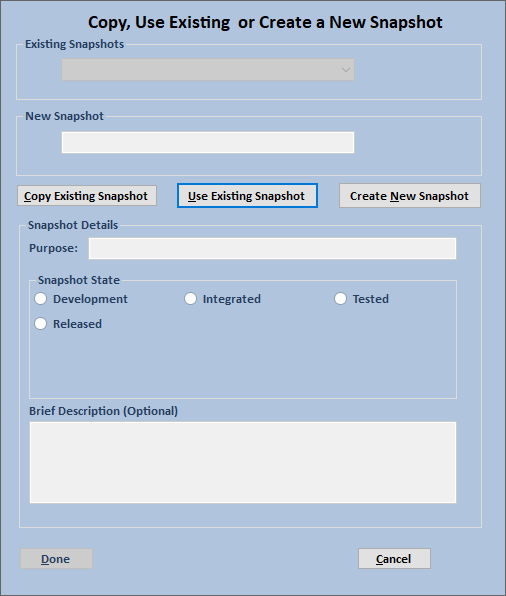 Copy, Use Existing or Create a New Snapshot
Existing Snapshots
New Snapshot
Copy Existing Snapshot
Use Existing Snapshot
Create New Snapshot
Snapshot Details
Purpose:
Snapshot State
Development
Integrated
Tested
Released
Brief Description (Optional)
Done
Cancel